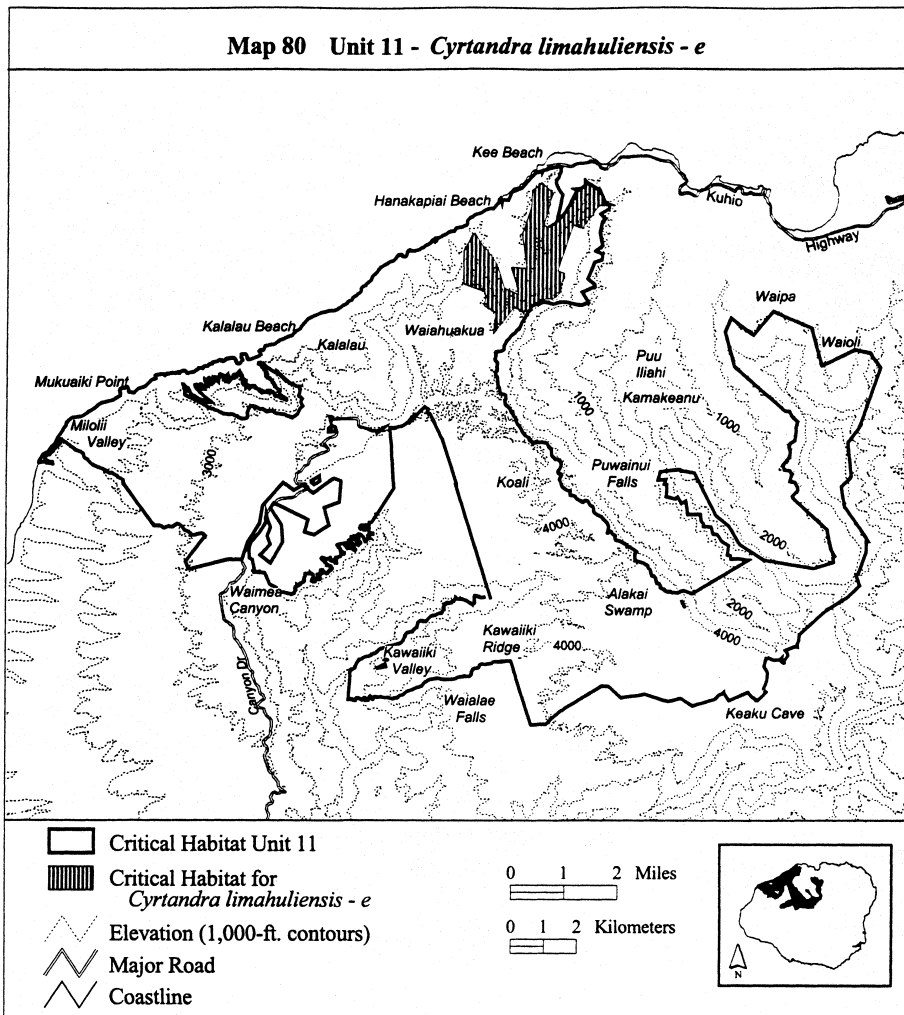 Map 80 Unit 11 - Cyrtandra limahuliensis - e
Kee Beach
Hanakapiai Beach
Kuhio
Highway
Waipa
Kalalau Beach
Kalalau
Waiahuakua
Waioli
Puu
Iliahi
Mukuaiki Point
Kamakeanu
1000
1000
Milolii
Valley
3000
Puwainui
Falls
Koali
4000
2000
Waimea
Canyon
Alakai
Swamp
2000
4000
Kawaiiki
Ridge
4000
Kawaiiki
Valley
Canyon Dr
Waialae
Falls
Keaku Cave
Critical Habitat Unit 11
Critical Habitat for
Cyrtandra limahuliensis - e
Elevation (1,000-ft. contours)
Major Road
Coastline
0 1 2 Miles
0 1 2 Kilometers
N